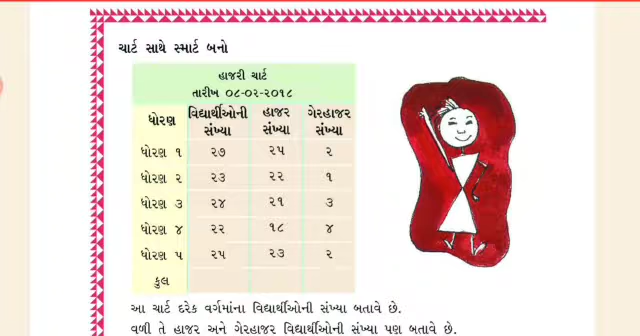 ચાર્ટ સાથે સ્માર્ટ બનો
હાજરી ચાર્ટ
તારીખ ૦૮-૦૨-૨૦૧૮
ધોરણ વિદ્યાર્થીઓની સંખ્યા હાજર સંખ્યા ગેરહાજર સંખ્યા
ધોરણ ૧ ૨૭ ૨૫ ૨
ધોરણ ૨ ૨૩ ૨૨ ૧
ધોરણ ૩ ૨૪ ૨૧ ૩
ધોરણ ૪ ૨૨ ૧૮ ૪
ધોરણ ૫ ૨૫ ૨૩ ૨
કુલ
આ ચાર્ટ દરેક વર્ગમાંના વિદ્યાર્થીઓની સંખ્યા બતાવે છે.
વળી તે હાજર અને ગેરહાજર વિદ્યાર્થીઓની સંખ્યા પણ બતાવે છે.